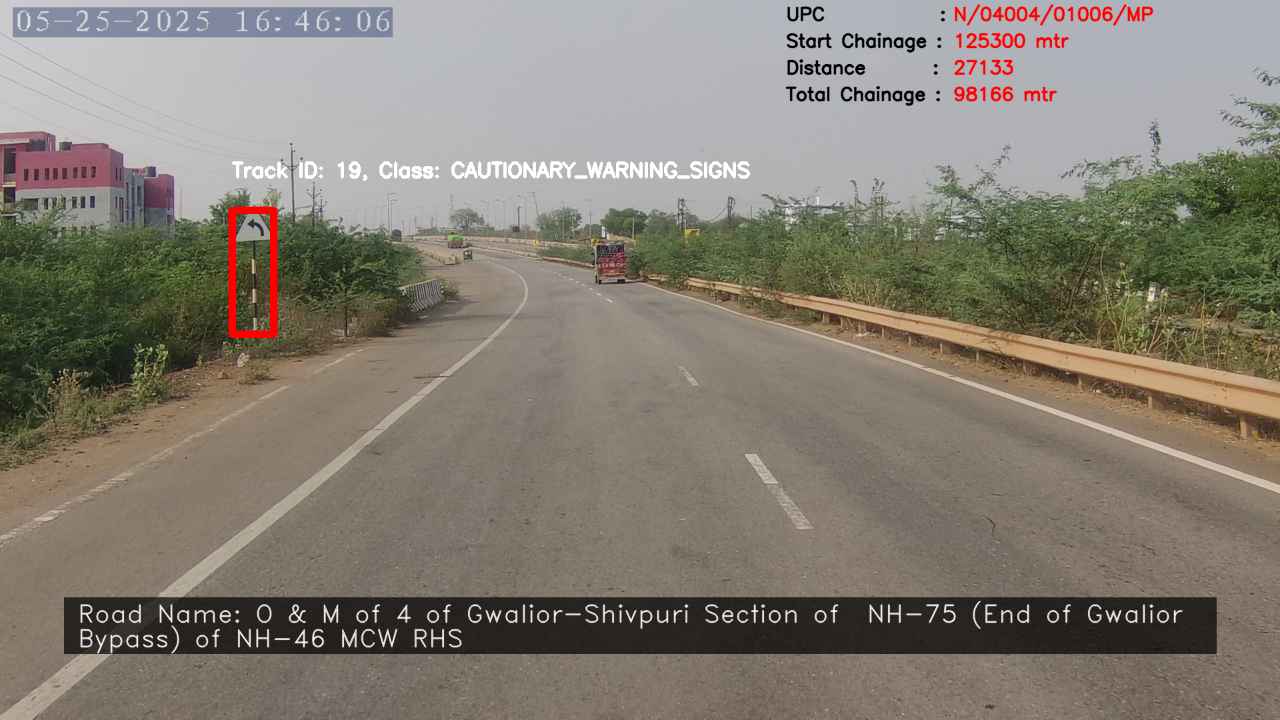 05-25-2025 16:46:06
UPC : N/04004/01006/MP
Start Chainage : 125300 mtr
Distance : 27133
Total Chainage : 98166 mtr
Track ID: 19, Class: CAUTIONARY_WARNING_SIGNS
Road Name: O & M of 4 of Gwalior-Shivpuri Section of NH-75 (End of Gwalior
Bypass) of NH-46 MCW RHS